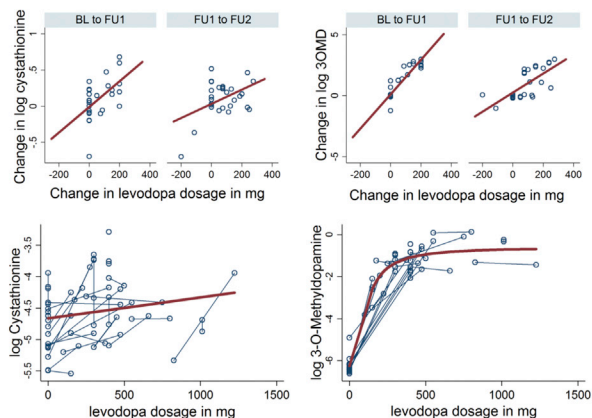 BL to FU1
FU1 to FU2
Change in log cystathionine
1
.5
0
-.5
-200 0 200 400
-200 0 200 400
Change in levodopa dosage in mg
BL to FU1
FU1 to FU2
Change in log 3OMD
5
0
-5
-200 0 200 400
-200 0 200 400
Change in levodopa dosage in mg
log Cystathionine
-3.5
-4.5
-4.5
-5.5
0 500 1000 1500
levodopa dosage in mg
log 3-O-Methyldopamine
0
-2
-4
-6
0 500 1000 1500
levodopa dosage in mg